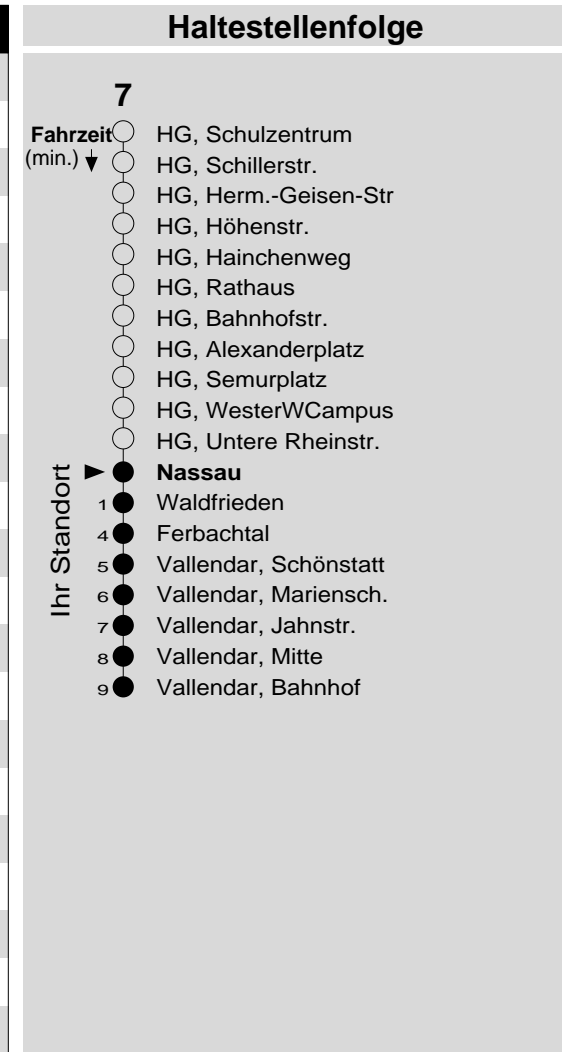 Haltestellenfolge
7
Fahrzeit
(min.)
HG, Schulzentrum
HG, Schillerstr.
HG, Herm.-Geisen-Str
HG, Höhenstr.
HG, Hainchenweg
HG, Rathaus
HG, Bahnhofstr.
HG, Alexanderplatz
HG, Semurplatz
HG, WesterWCampus
HG, Untere Rheinstr.
Ihr Standort
Nassau
1 Waldfrieden
4 Ferbachtal
5 Vallendar, Schönstatt
6 Vallendar, Mariensch.
7 Vallendar, Jahnstr.
8 Vallendar, Mitte
9 Vallendar, Bahnhof